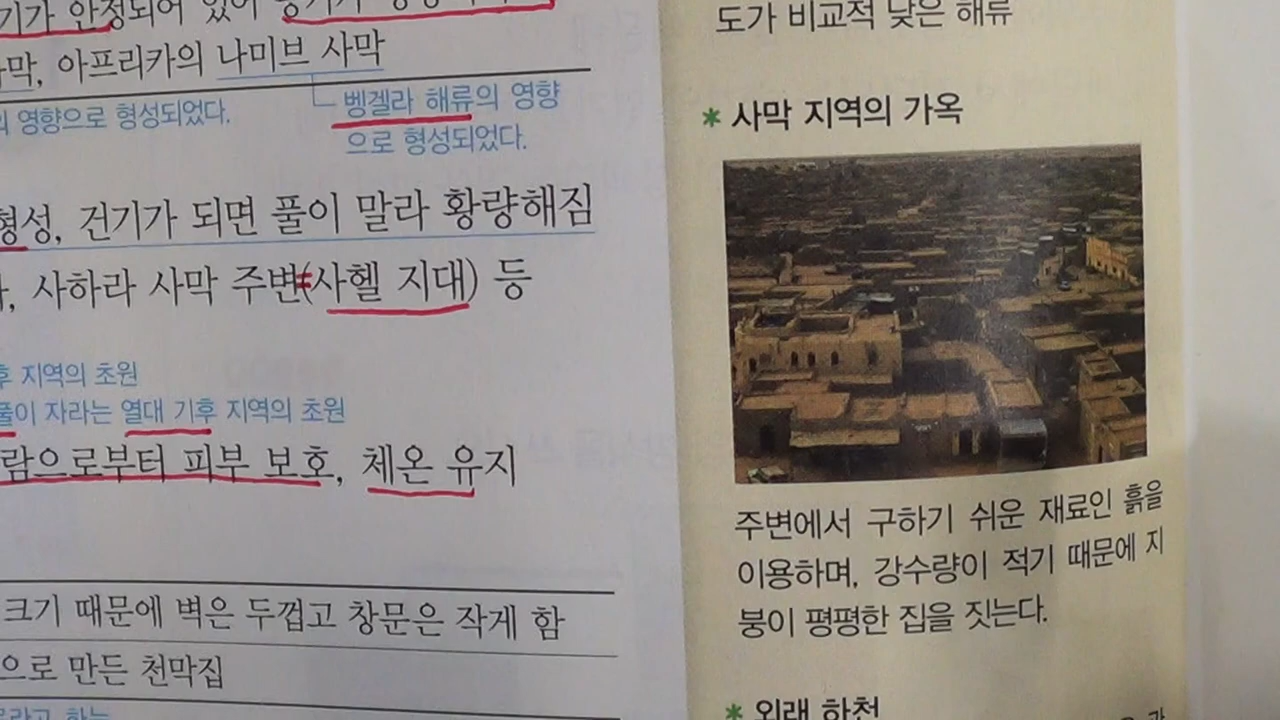 기가 안정되어 있어
막, 아프리카의 나미브 사막
의 영향으로 형성되었다.
벵겔라 해류의 영향
으로 형성되었다.
형성, 건기가 되면 풀이 말라 황량해짐
사하라 사막 주변(사헬 지대) 등
후 지역의 초원
풀이 자라는 열대 기후 지역의 초원
람으로부터 피부 보호, 체온 유지
크기 때문에 벽은 두껍고 창문은 작게 함
으로 만든 천막집
도가 비교적 낮은 해류
* 사막 지역의 가옥
주변에서 구하기 쉬운 재료인 흙을
이용하며, 강수량이 적기 때문에 지
붕이 평평한 집을 짓는다.
* 외래 하천